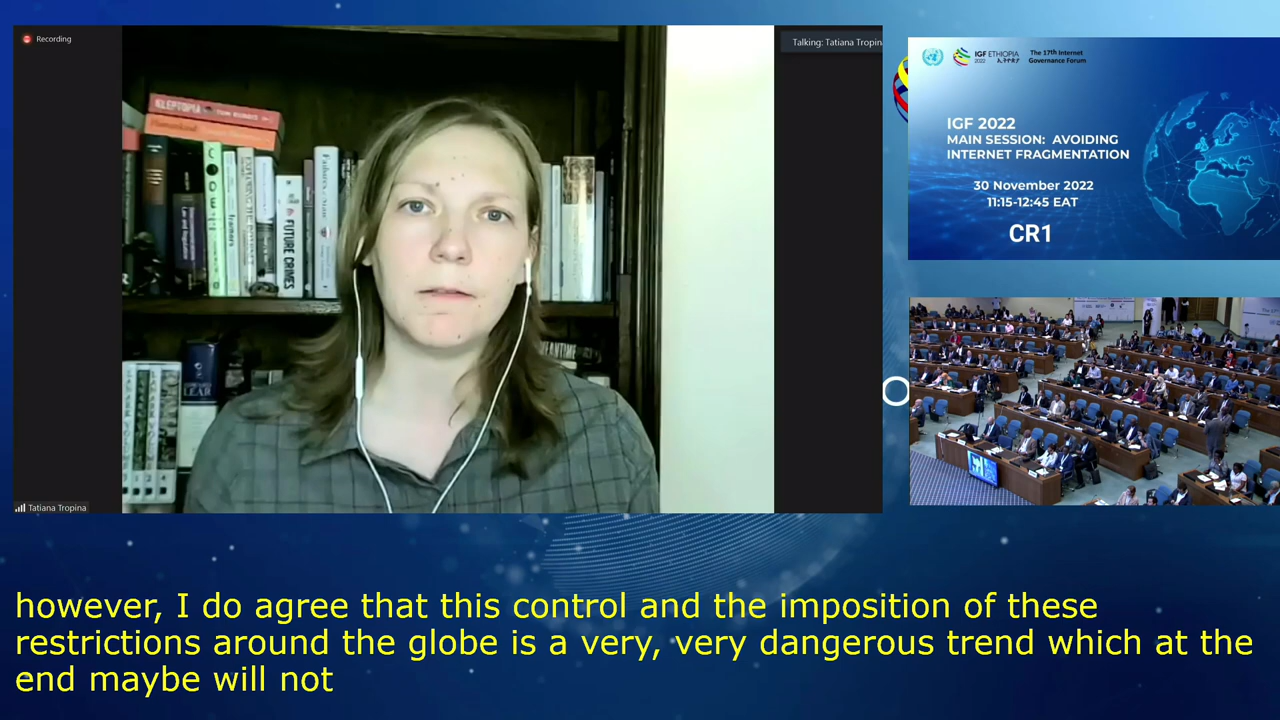 Recording
Talking: Tatiana Tropin
IGF ETHIOPIA
2022 ኢትዮጵያ
The 17th Internet
Governance Forum
IGF 2022
MAIN SESSION: AVOIDING
INTERNET FRAGMENTATION
30 November 2022
11:15-12:45 EAT
CR1
KLEPTOPIA
FUTURE CRIMES
LEAR
Tatiana Tropina
however, I do agree that this control and the imposition of these
restrictions around the globe is a very, very dangerous trend which at the
end maybe will not